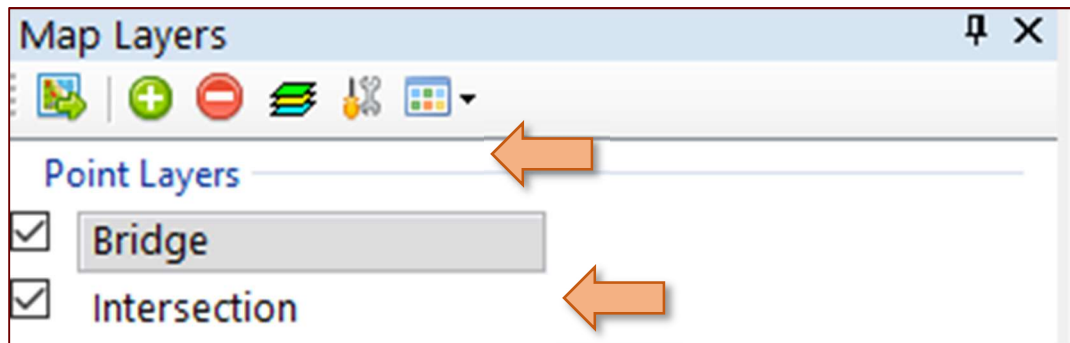 Map Layers
Point Layers
Bridge
Intersection